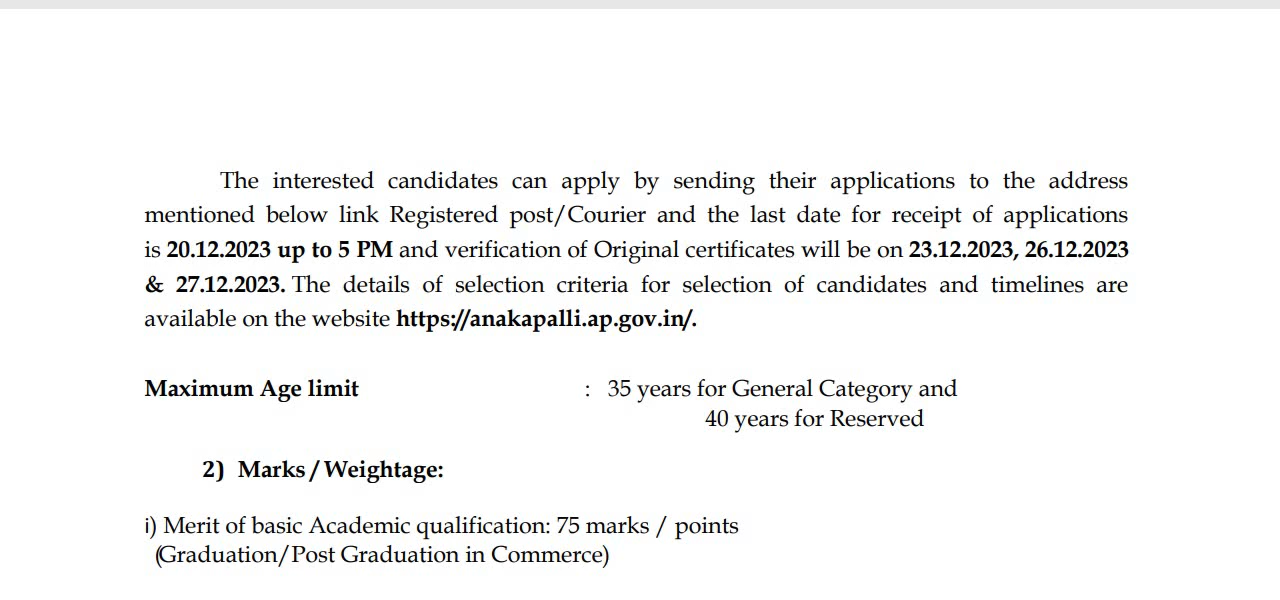 The interested candidates can apply by sending their applications to the address
mentioned below link Registered post/Courier and the last date for receipt of applications
is 20.12.2023 up to 5 PM and verification of Original certificates will be on 23.12.2023, 26.12.2023
& 27.12.2023. The details of selection criteria for selection of candidates and timelines are
available on the website https://anakapalli.ap.gov.in/.
Maximum Age limit : 35 years for General Category and
40 years for Reserved
2) Marks / Weightage:
i) Merit of basic Academic qualification: 75 marks / points
(Graduation/Post Graduation in Commerce)